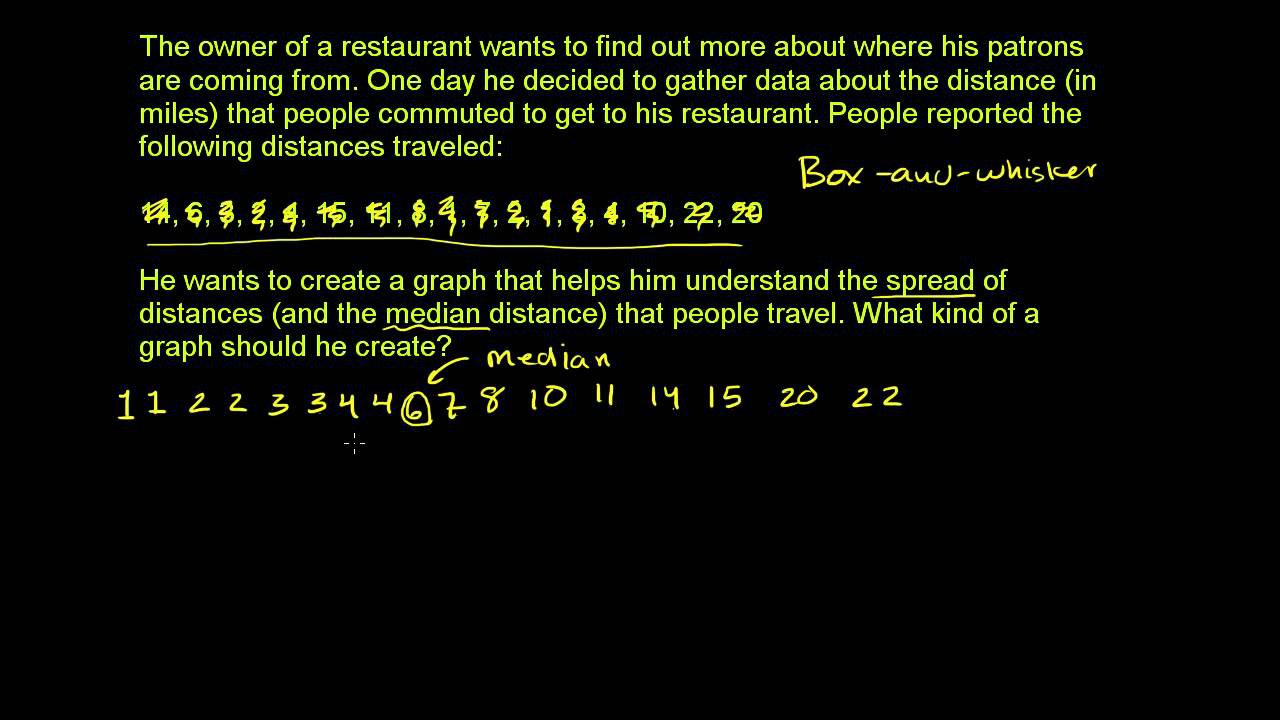 The owner of a restaurant wants to find out more about where his patrons
are coming from. One day he decided to gather data about the distance (in
miles) that people commuted to get to his restaurant. People reported the
following distances traveled:
Box-and-whisker
14, 6, 3, 2, 4, 15, 11, 8, 1, 7, 2, 1, 3, 4, 10, 22, 20
He wants to create a graph that helps him understand the spread of
distances (and the median distance) that people travel. What kind of a
graph should he create?
median
1 1 2 2 3 3 4 4 6 7 8 10 11 14 15 20 22